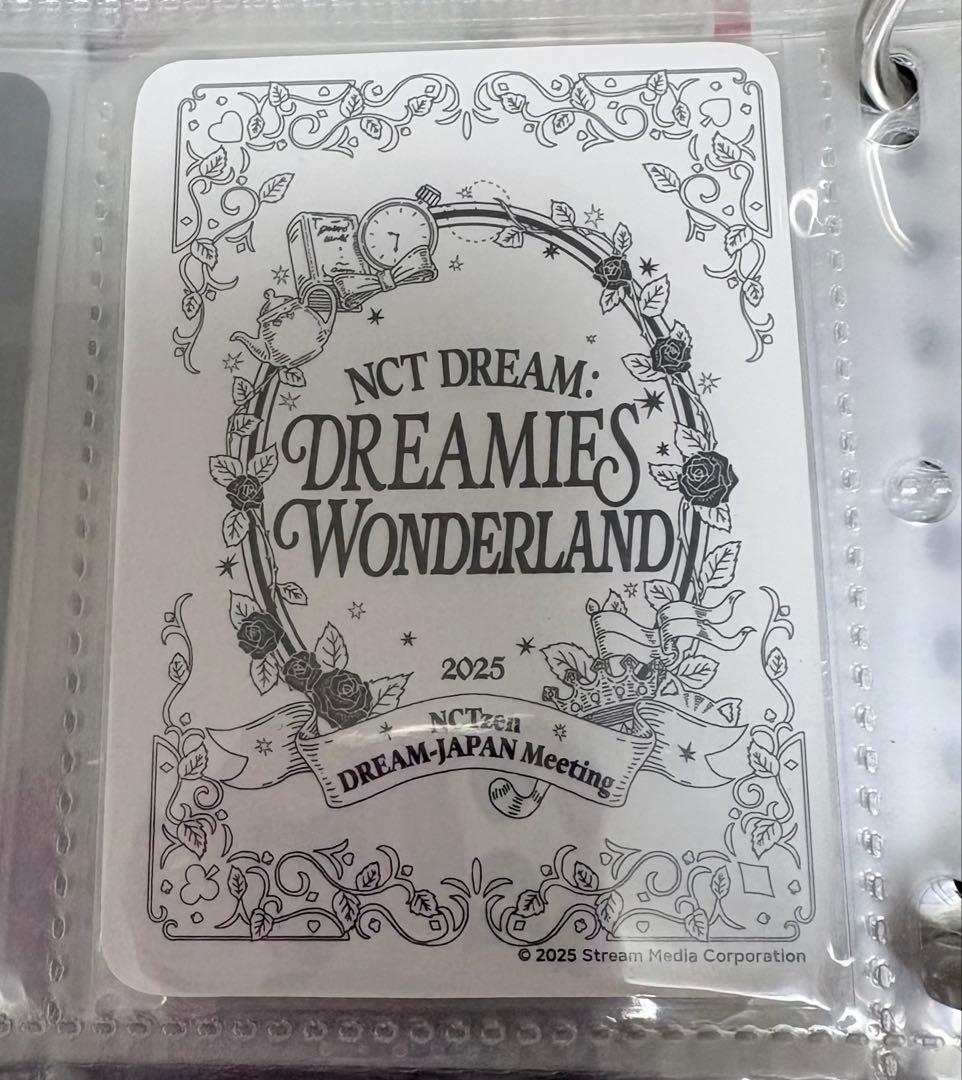 NCT DREAM:
DREAMIES
WONDERLAND
2025
NCTzen
DREAM-JAPAN Meeting
© 2025 Stream Media Corporation